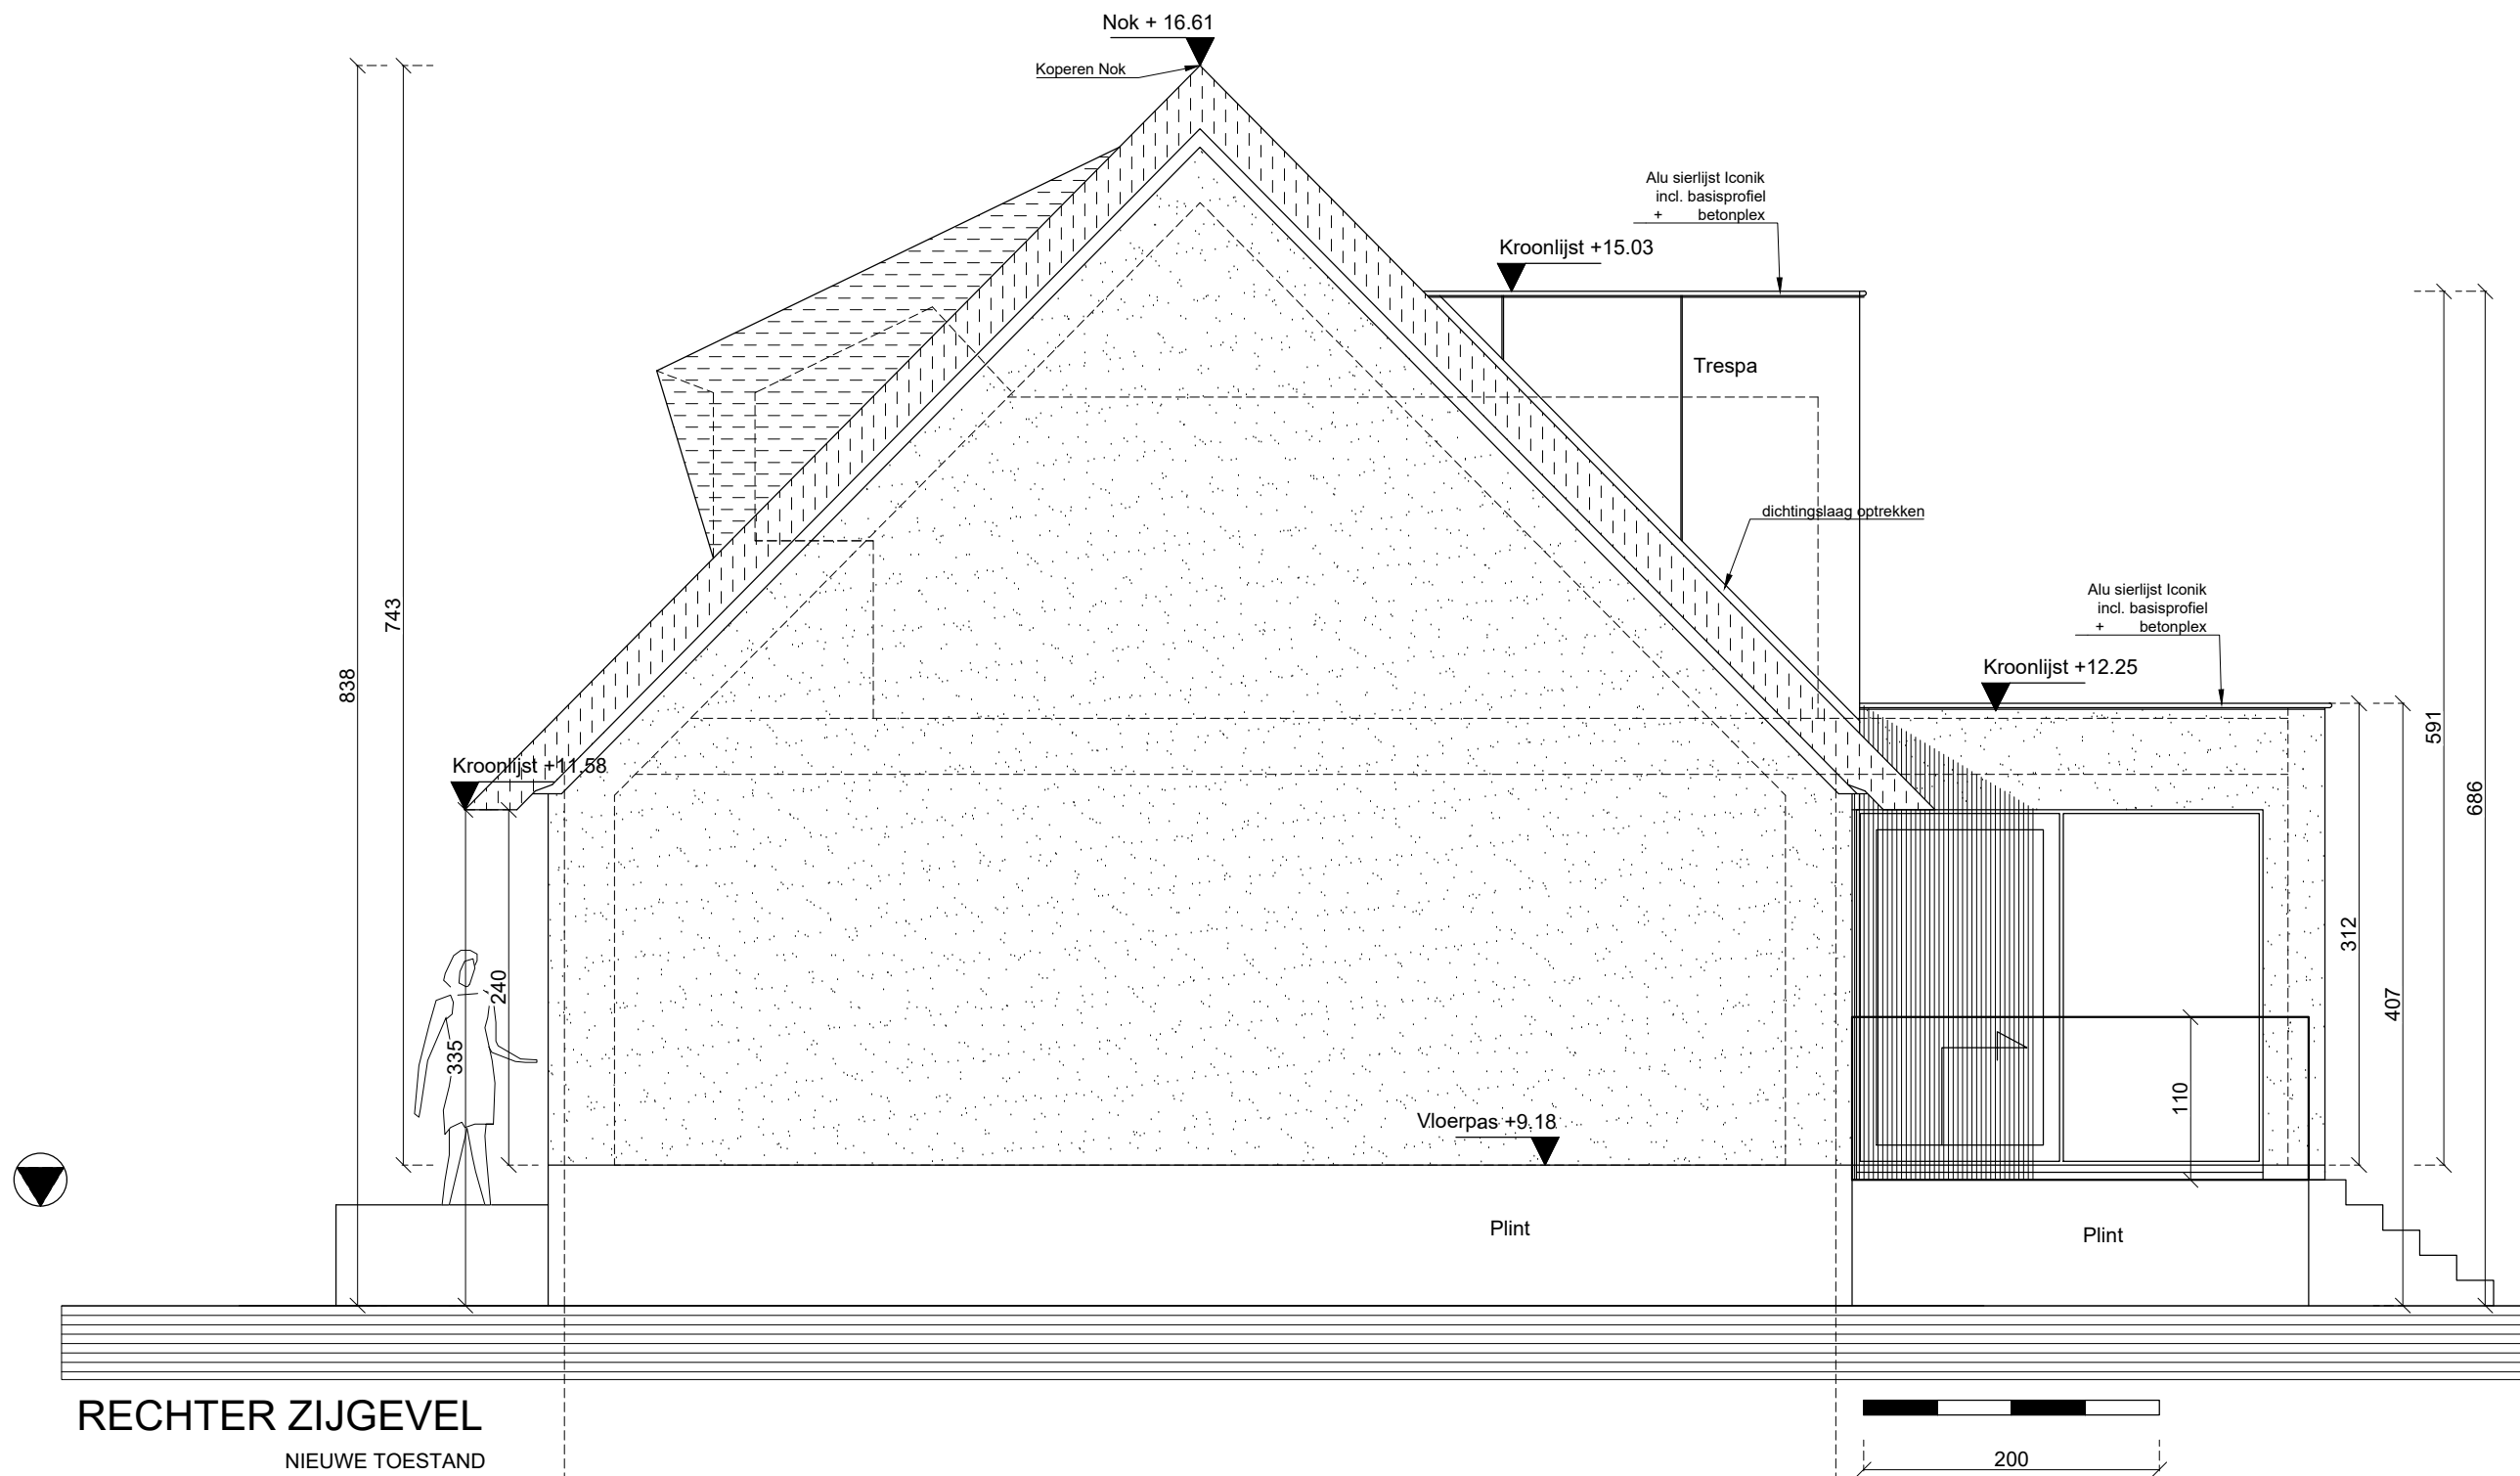 Nok + 16.61
Koperen Nok
Alu sierlijst Iconik
incl. basisprofiel
+ betonplex
Kroonlijst +15.03
Trespa
dichtingslaag optrekken
Alu sierlijst Iconik
incl. basisprofiel
+ betonplex
Kroonlijst +12.25
743
838
Kroonlijst +11.58
591
686
312
240
407
335
110
Vloerpas +9.18
Plint
Plint
RECHTER ZIJGEVEL
NIEUWE TOESTAND
200